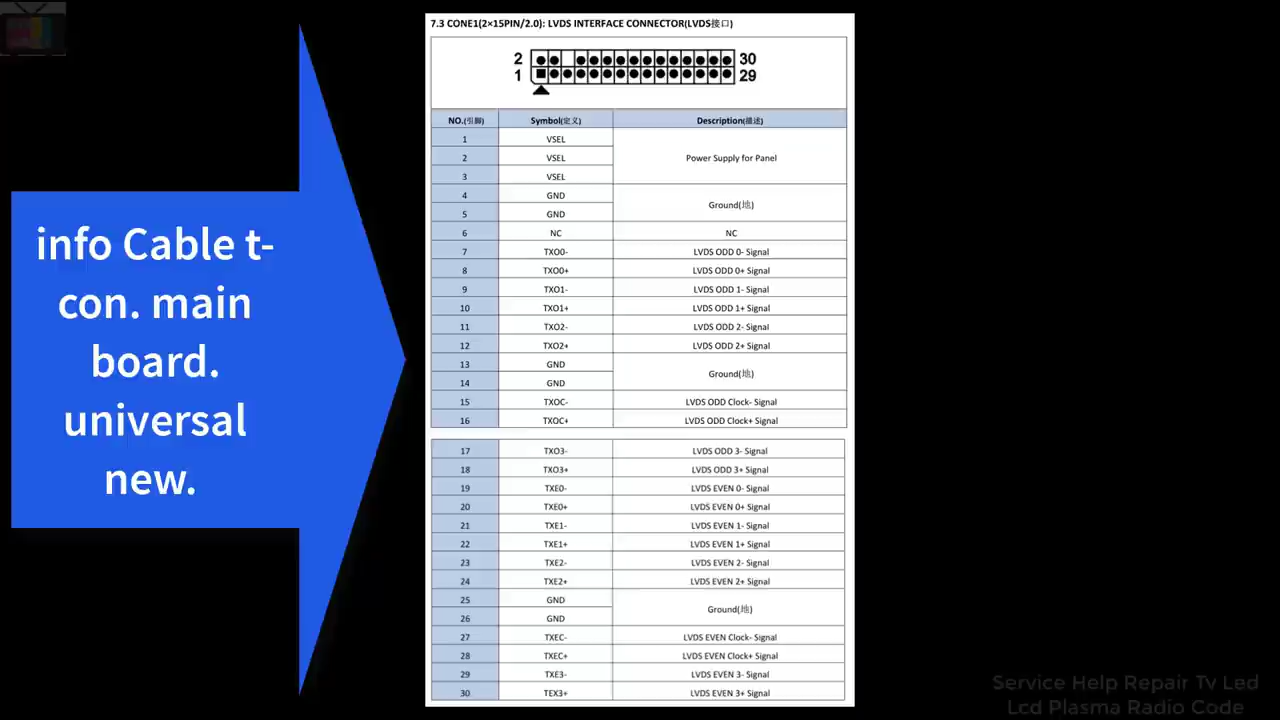 info Cable t-
con. main
board.
universal
new.
7.3 CONE1(2×15PIN/2.0): LVDS INTERFACE CONNECTOR(LVDS接口)
2 30
1 29
NO.(引脚) Symbol(定义) Description(描述)
1 VSEL
2 VSEL Power Supply for Panel
3 VSEL
4 GND
Ground(地)
5 GND
6 NC NC
7 TXO0- LVDS ODD 0- Signal
8 TXO0+ LVDS ODD 0+ Signal
9 TXO1- LVDS ODD 1- Signal
10 TXO1+ LVDS ODD 1+ Signal
11 TXO2- LVDS ODD 2- Signal
12 TXO2+ LVDS ODD 2+ Signal
13 GND
Ground(地)
14 GND
15 TXOC- LVDS ODD Clock- Signal
16 TXOC+ LVDS ODD Clock+ Signal
17 TXO3- LVDS ODD 3- Signal
18 TXO3+ LVDS ODD 3+ Signal
19 TXE0- LVDS EVEN 0- Signal
20 TXE0+ LVDS EVEN 0+ Signal
21 TXE1- LVDS EVEN 1- Signal
22 TXE1+ LVDS EVEN 1+ Signal
23 TXE2- LVDS EVEN 2- Signal
24 TXE2+ LVDS EVEN 2+ Signal
25 GND
Ground(地)
26 GND
27 TXEC- LVDS EVEN Clock- Signal
28 TXEC+ LVDS EVEN Clock+ Signal
29 TXE3- LVDS EVEN 3- Signal
30 TEX3+ LVDS EVEN 3+ Signal
Service Help Repair Tv Led
Lcd Plasma Radio Code